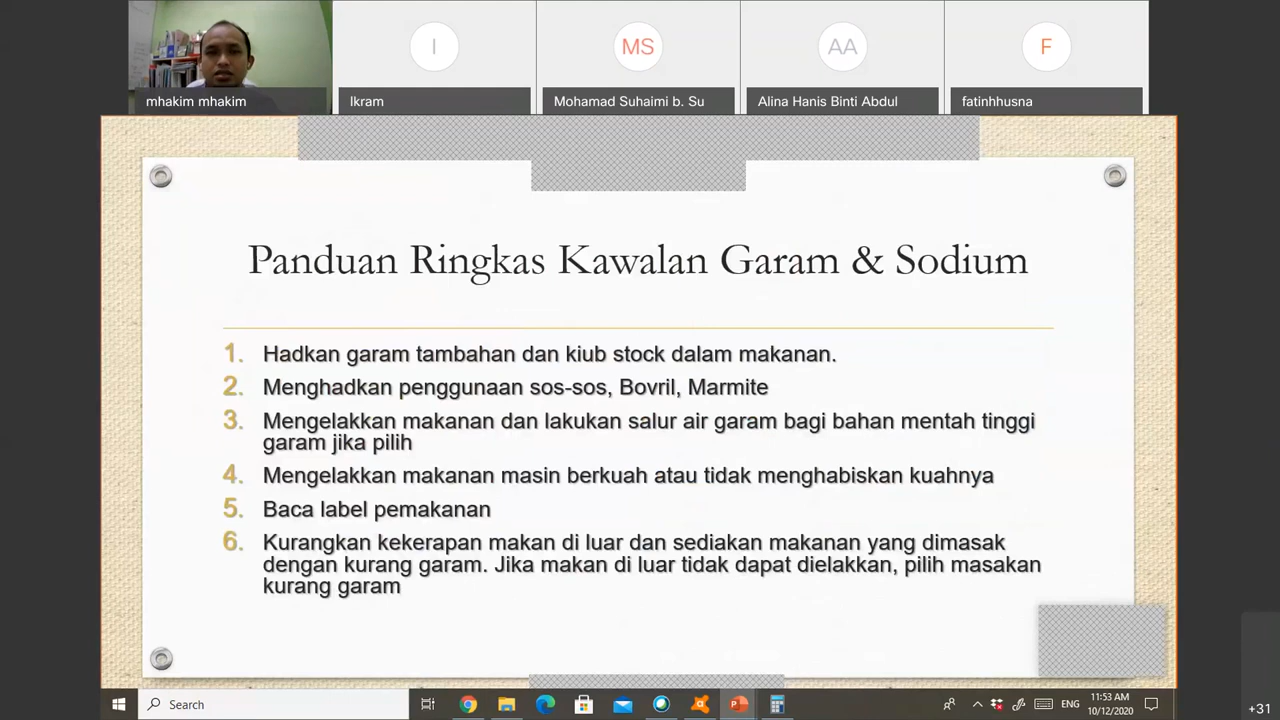 I
MS
AA
F
mhakim mhakim
Ikram
Mohamad Suhaimi b. Su
Alina Hanis Binti Abdul
fatinhhusna
Panduan Ringkas Kawalan Garam & Sodium
1. Hadkan garam tambahan dan kiub stock dalam makanan.
2. Menghadkan penggunaan sos-sos, Bovril, Marmite
3. Mengelakkan makanan dan lakukan salur air garam bagi bahan mentah tinggi
garam jika pilih
4. Mengelakkan makanan masin berkuah atau tidak menghabiskan kuahnya
5. Baca label pemakanan
6. Kurangkan kekerapan makan di luar dan sediakan makanan yang dimasak
dengan kurang garam. Jika makan di luar tidak dapat dielakkan, pilih masakan
kurang garam
Search
ENG
11:53 AM
10/12/2020
+31